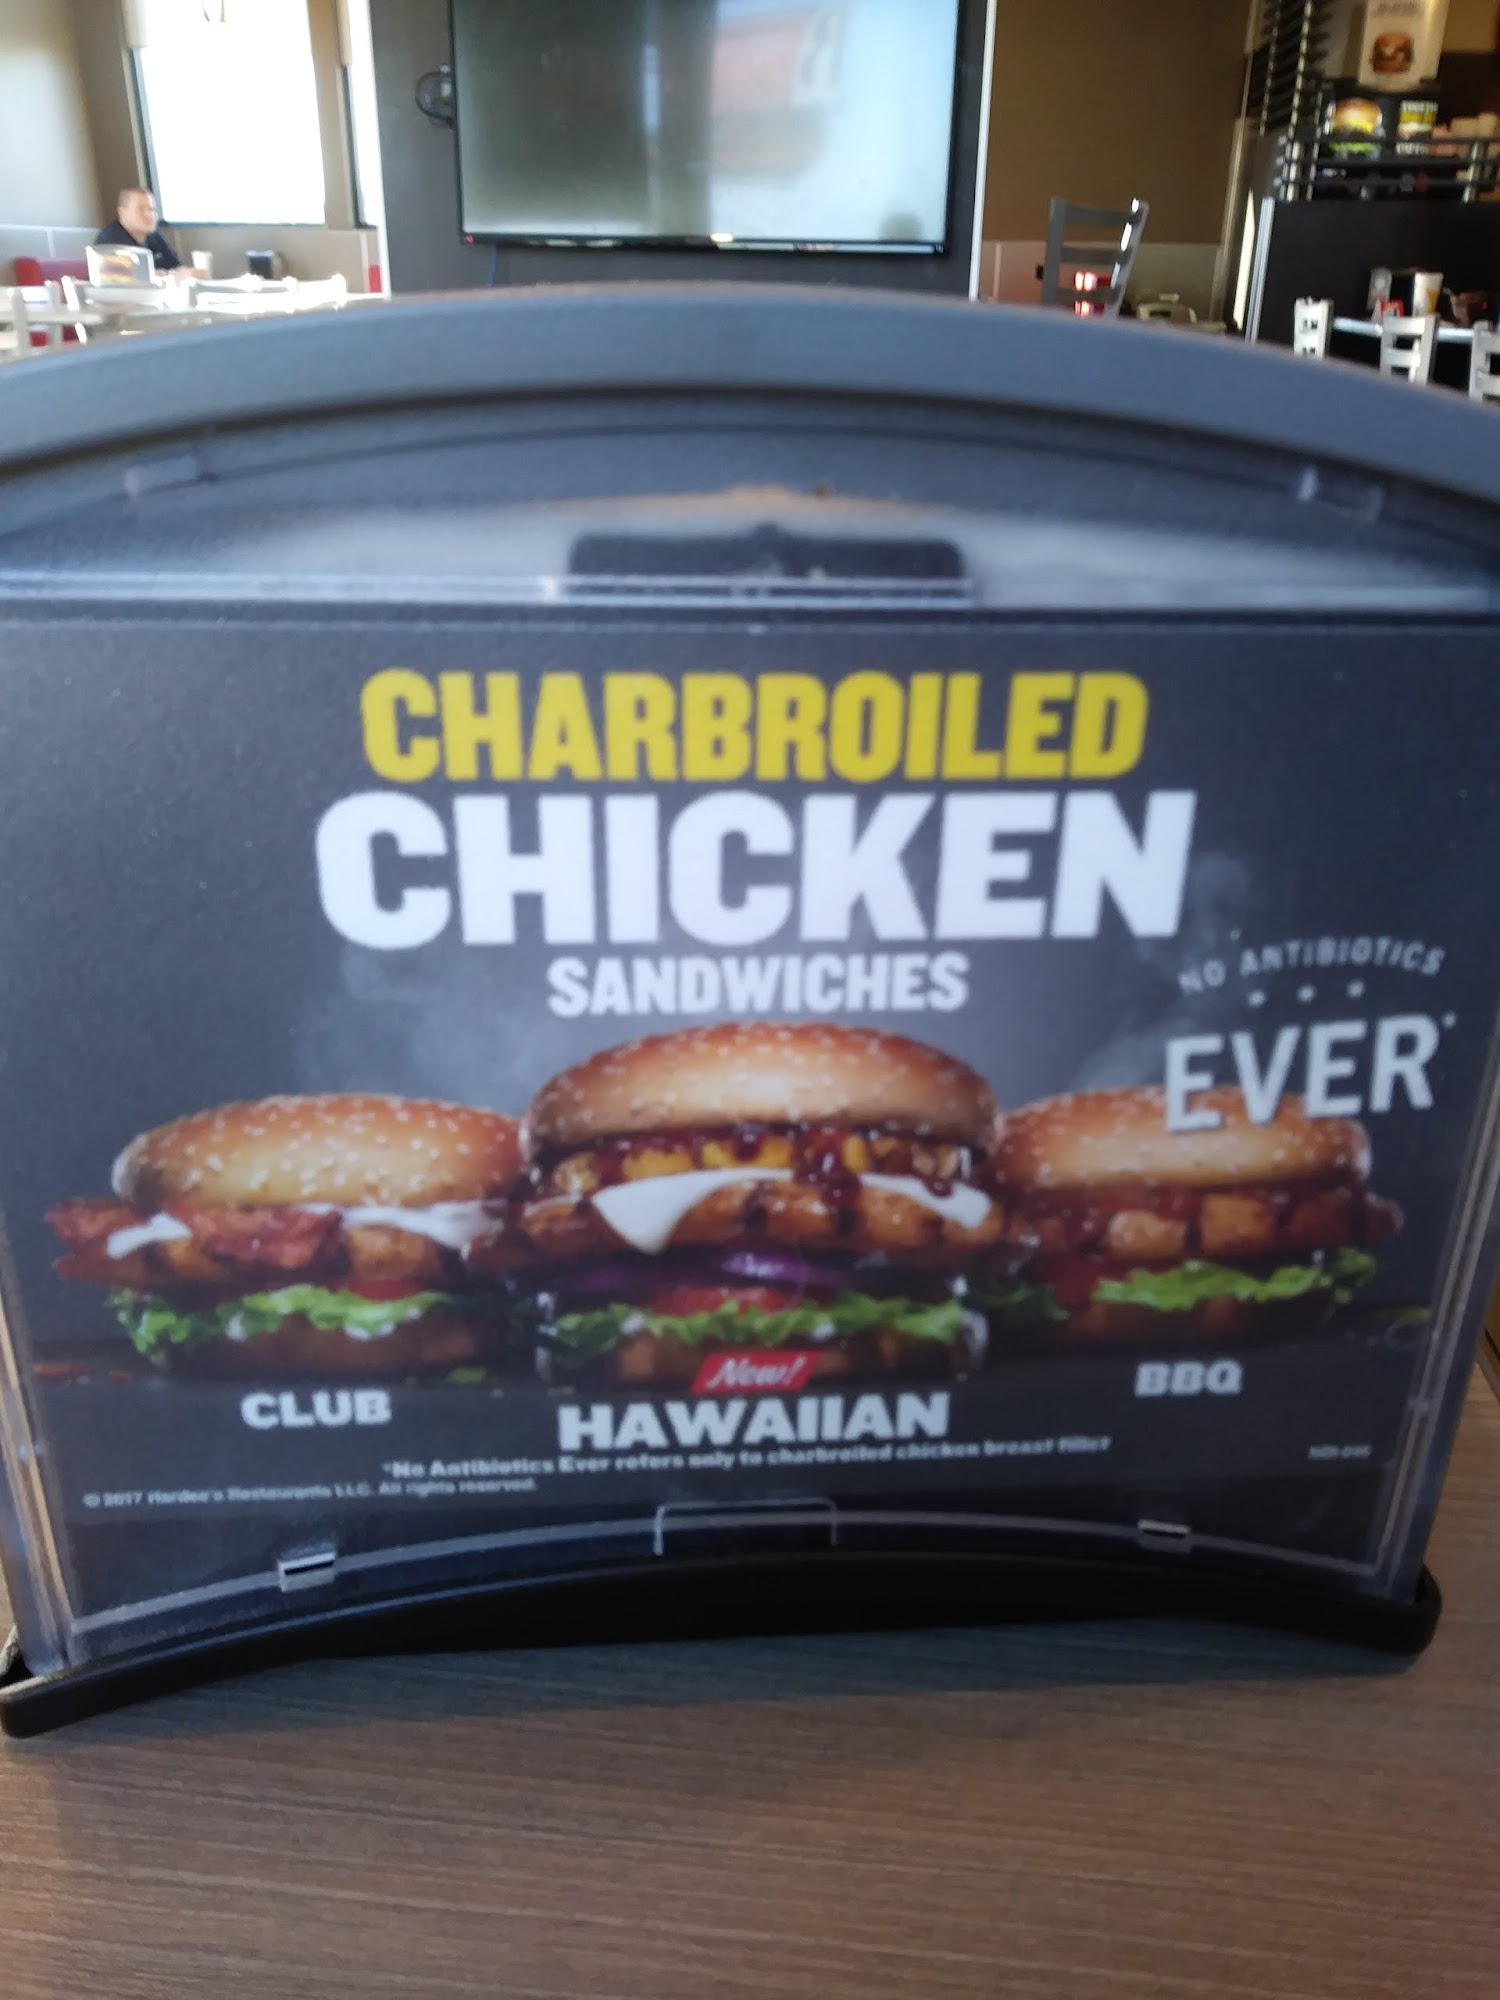 CHARBROILED
CHICKEN
SANDWICHES
NO ANTIBIOTICS
EVER*
New!
CLUB
HAWAIIAN
BBQ
*No Antibiotics Ever refers only to charbroiled chicken breast fillet
© 2017 Hardee's Restaurants LLC. All rights reserved.